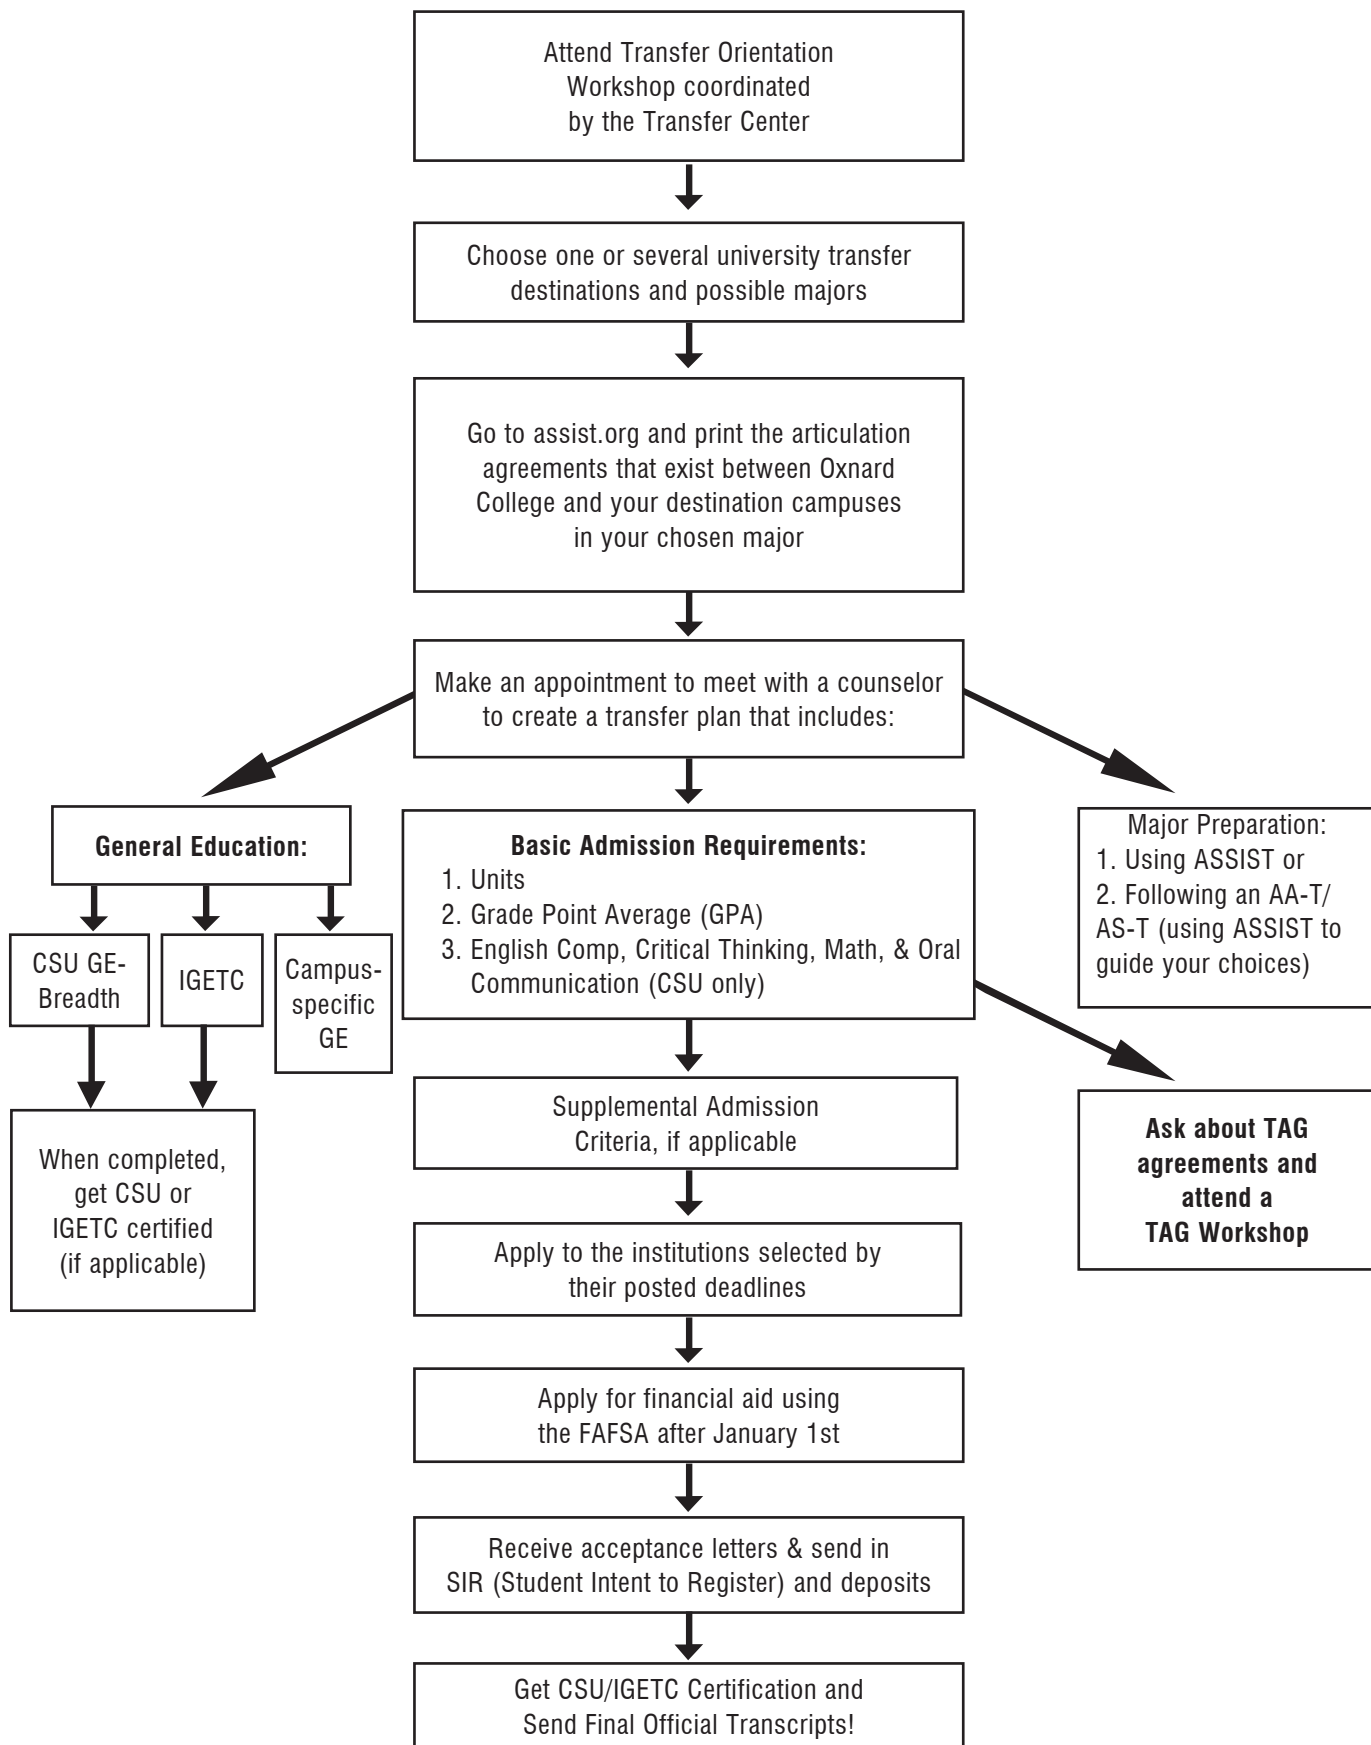 Attend Transfer Orientation
Workshop coordinated
by the Transfer Center
Choose one or several university transfer
destinations and possible majors
Go to assist.org and print the articulation
agreements that exist between Oxnard
College and your destination campuses
in your chosen major
Make an appointment to meet with a counselor
to create a transfer plan that includes:
General Education:
CSU GE-
Breadth
IGETC
Campus-
specific
GE
When completed,
get CSU or
IGETC certified
(if applicable)
Basic Admission Requirements:
1. Units
2. Grade Point Average (GPA)
3. English Comp, Critical Thinking, Math, & Oral
Communication (CSU only)
Major Preparation:
1. Using ASSIST or
2. Following an AA-T/
AS-T (using ASSIST to
guide your choices)
Ask about TAG
agreements and
attend a
TAG Workshop
Supplemental Admission
Criteria, if applicable
Apply to the institutions selected by
their posted deadlines
Apply for financial aid using
the FAFSA after January 1st
Receive acceptance letters & send in
SIR (Student Intent to Register) and deposits
Get CSU/IGETC Certification and
Send Final Official Transcripts!